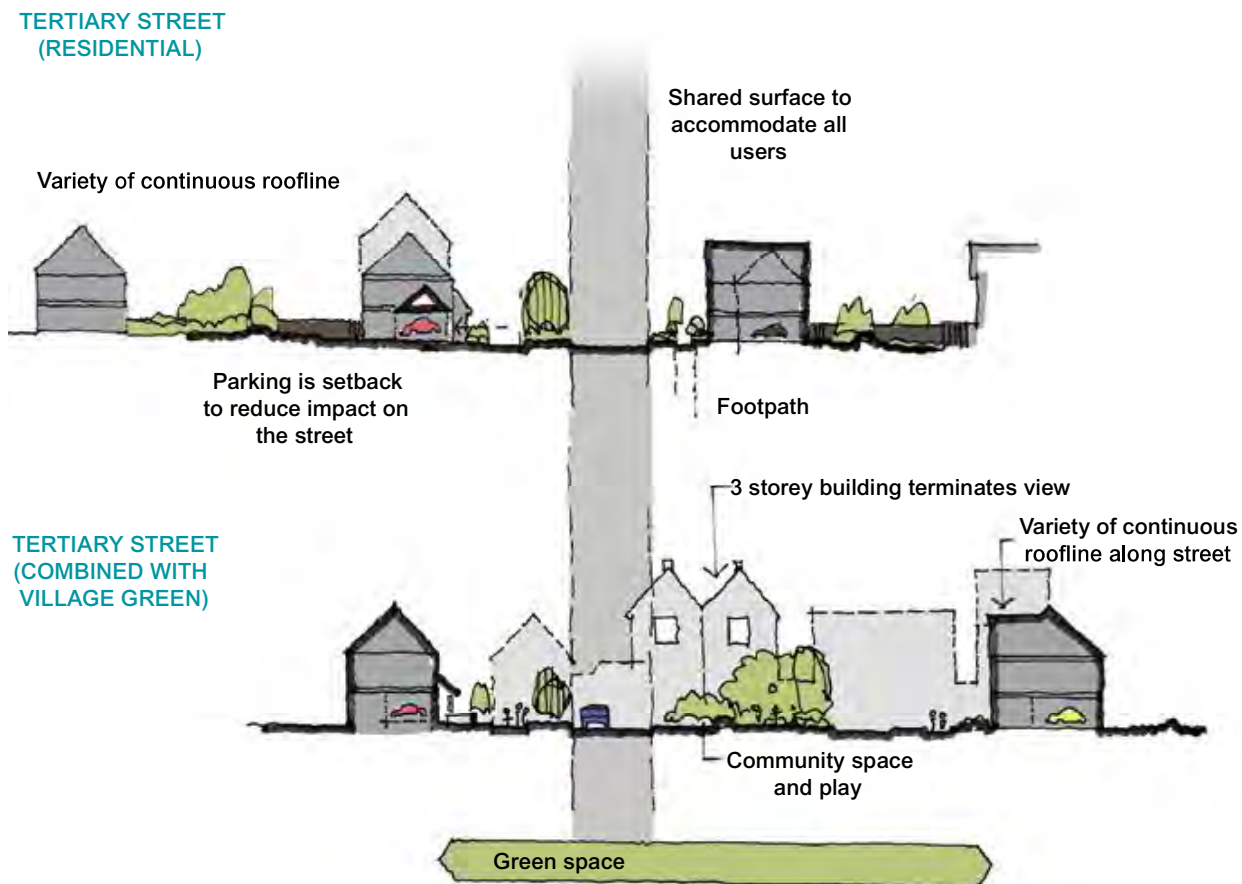 TERTIARY STREET
(RESIDENTIAL)
Shared surface to
accommodate all
users
Variety of continuous roofline
Parking is setback
to reduce impact on
the street
Footpath
3 storey building terminates view
TERTIARY STREET
(COMBINED WITH
VILLAGE GREEN)
Variety of continuous
roofline along street
Community space
and play
Green space